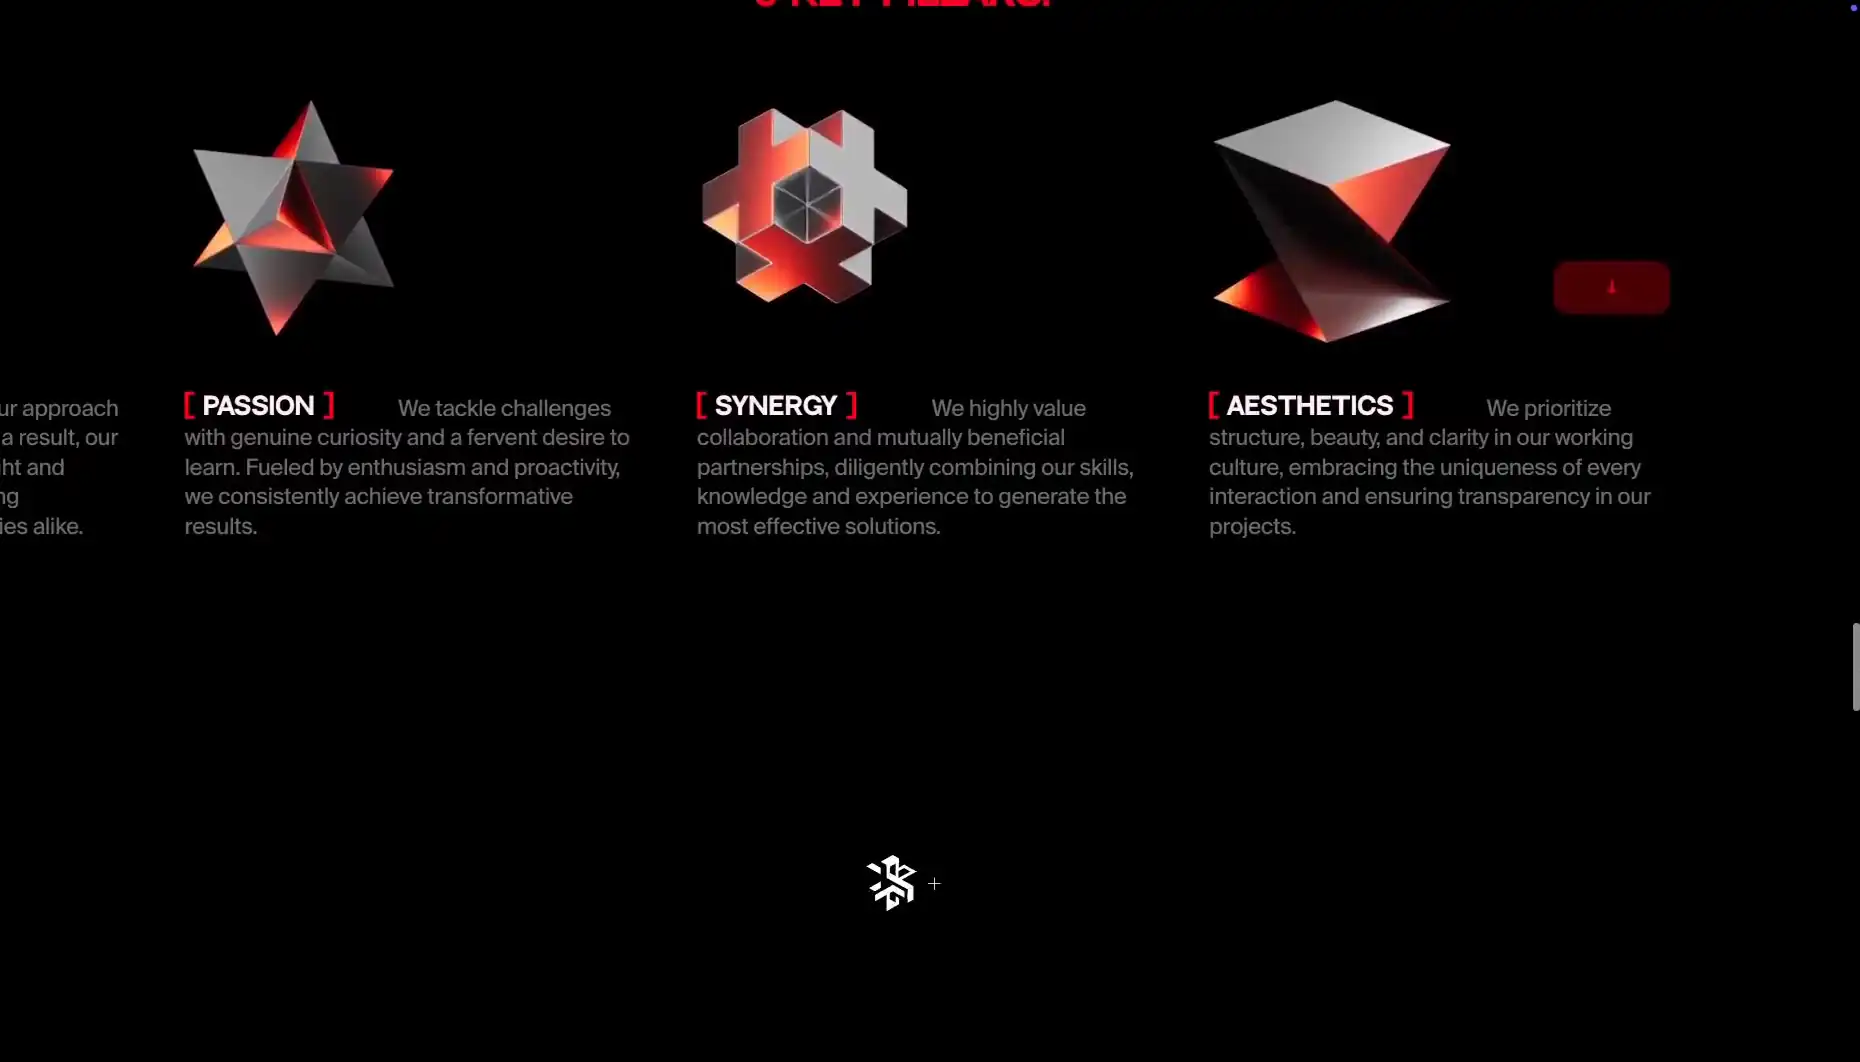 KEY PILLARS:
ur approach
a result, our
ht and
ng
ies alike.
[ PASSION ] We tackle challenges
with genuine curiosity and a fervent desire to
learn. Fueled by enthusiasm and proactivity,
we consistently achieve transformative
results.
[ SYNERGY ] We highly value
collaboration and mutually beneficial
partnerships, diligently combining our skills,
knowledge and experience to generate the
most effective solutions.
[ AESTHETICS ] We prioritize
structure, beauty, and clarity in our working
culture, embracing the uniqueness of every
interaction and ensuring transparency in our
projects.
+